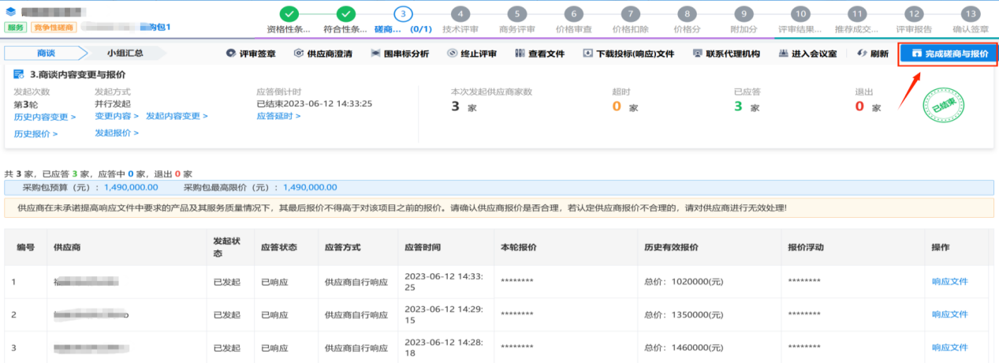 3 4 5 6 7 8 9 10 11 12 13
服务 竞争性磋商 购包1
资格性条... 符合性条... 磋商... (0/1) 技术评审 商务评审 价格审查 价格扣除 价格分 附加分 评审结果... 推荐成交... 评审报告 确认签章
商谈 小组汇总 评审签章 供应商澄清 围串标分析 终止评审 查看文件 下载投标(响应)文件 联系代理机构 进入会议室 刷新 完成磋商与报价
3.商谈内容变更与报价
发起次数 发起方式 应答倒计时 本次发起供应商家数 超时 已应答 退出
第3轮 并行发起 已结束2023-06-12 14:33:25 3 家 0 家 3 家 0 家 已结束
历史内容变更 > 变更内容 > 发起内容变更 > 应答延时 >
历史报价 > 发起报价 >
共 3 家，已应答 3 家，应答中 0 家，退出 0 家
采购包预算（元）: 1,490,000.00 采购包最高限价（元）: 1,490,000.00
供应商在未承诺提高响应文件中要求的产品及其服务质量情况下，其最后报价不得高于对该项目之前的报价。请确认供应商报价是否合理，若认定供应商报价不合理的，请对供应商进行无效处理!
编号 供应商 发起状态 应答状态 应答方式 应答时间 本轮报价 历史有效报价 报价浮动 操作
1 已发起 已响应 供应商自行响应 2023-06-12 14:33:25 ******** 总价：1020000(元) ******** 响应文件
2 已发起 已响应 供应商自行响应 2023-06-12 14:29:15 ******** 总价：1350000(元) ******** 响应文件
3 已发起 已响应 供应商自行响应 2023-06-12 14:28:18 ******** 总价：1460000(元) ******** 响应文件